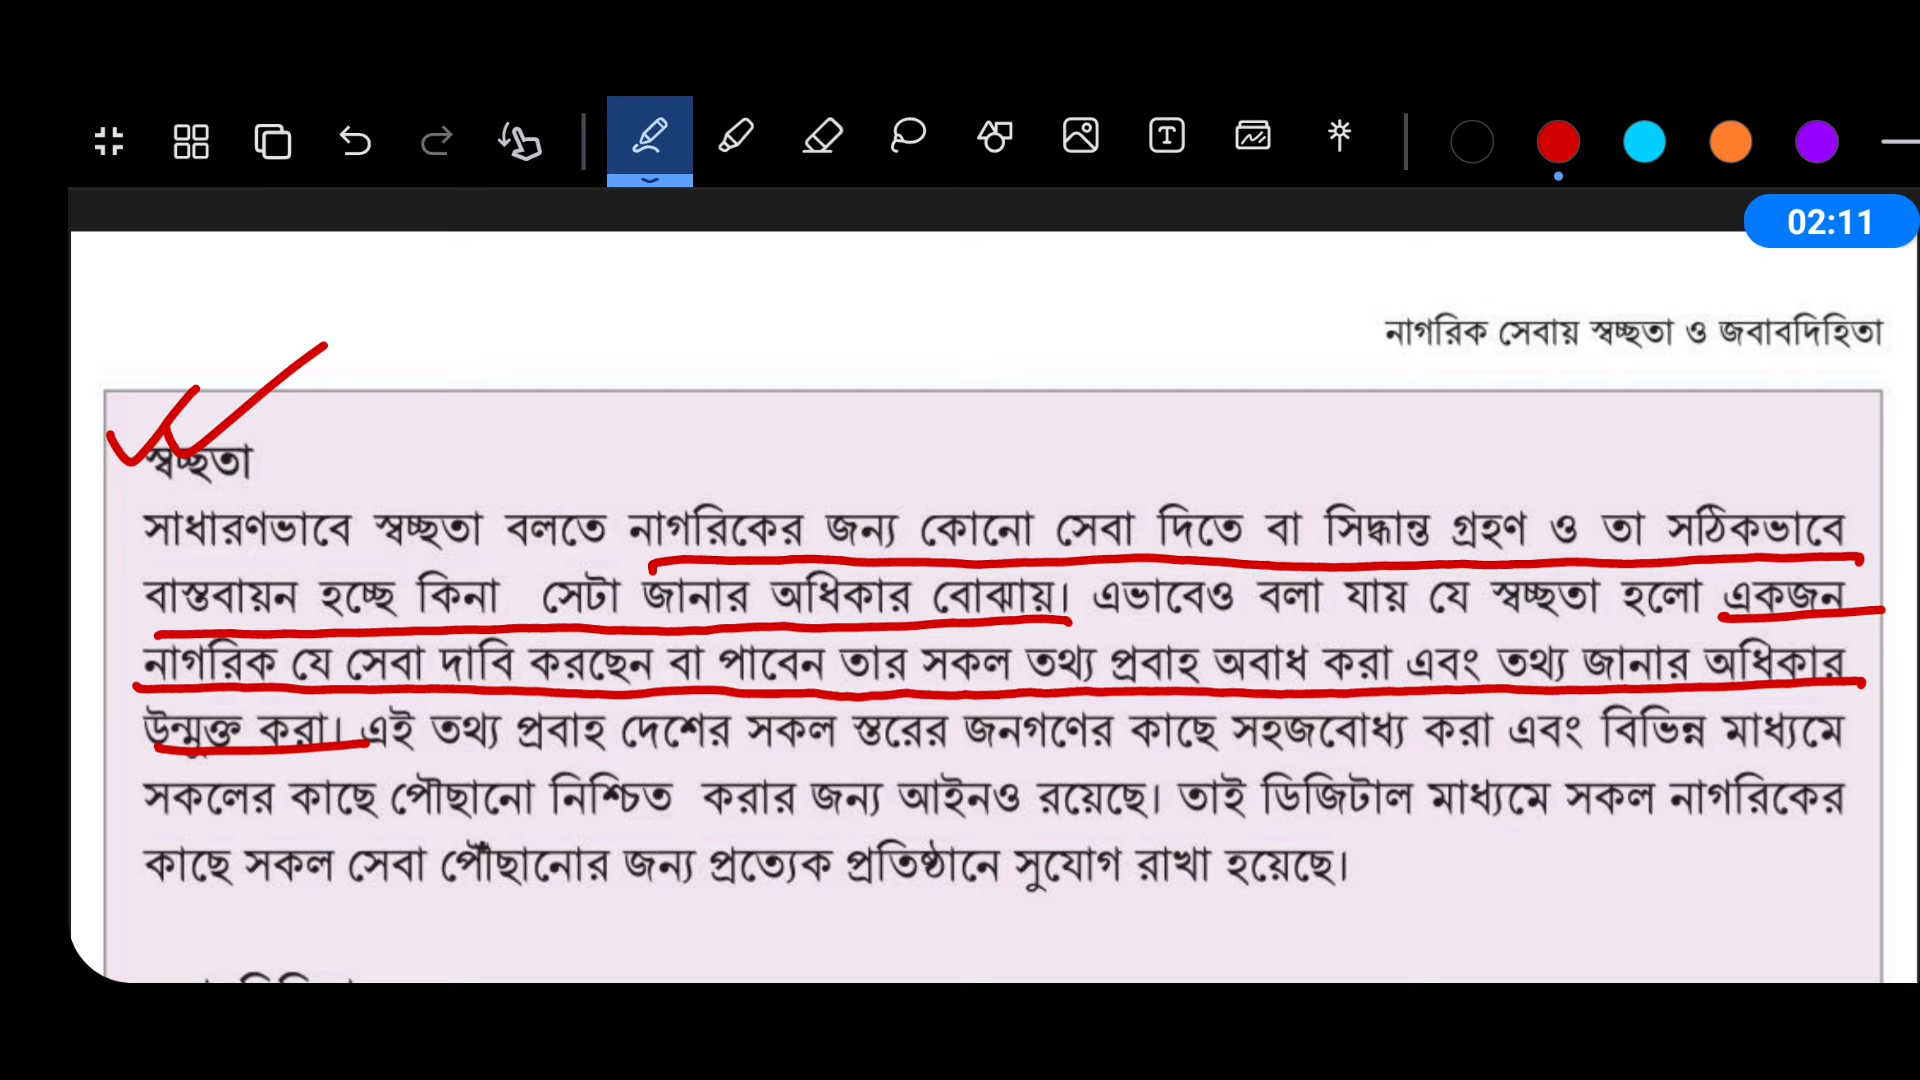 02:11
নাগরিক সেবায় স্বচ্ছতা ও জবাবদিহিতা
স্বচ্ছতা
সাধারণভাবে স্বচ্ছতা বলতে নাগরিকের জন্য কোনো সেবা দিতে বা সিদ্ধান্ত গ্রহণ ও তা সঠিকভাবে
বাস্তবায়ন হচ্ছে কিনা সেটা জানার অধিকার বোঝায়। এভাবেও বলা যায় যে স্বচ্ছতা হলো একজন
নাগরিক যে সেবা দাবি করছেন বা পাবেন তার সকল তথ্য প্রবাহ অবাধ করা এবং তথ্য জানার অধিকার
উন্মুক্ত করা। এই তথ্য প্রবাহ দেশের সকল স্তরের জনগণের কাছে সহজবোধ্য করা এবং বিভিন্ন মাধ্যমে
সকলের কাছে পৌছানো নিশ্চিত করার জন্য আইনও রয়েছে। তাই ডিজিটাল মাধ্যমে সকল নাগরিকের
কাছে সকল সেবা পৌঁছানোর জন্য প্রত্যেক প্রতিষ্ঠানে সুযোগ রাখা হয়েছে।